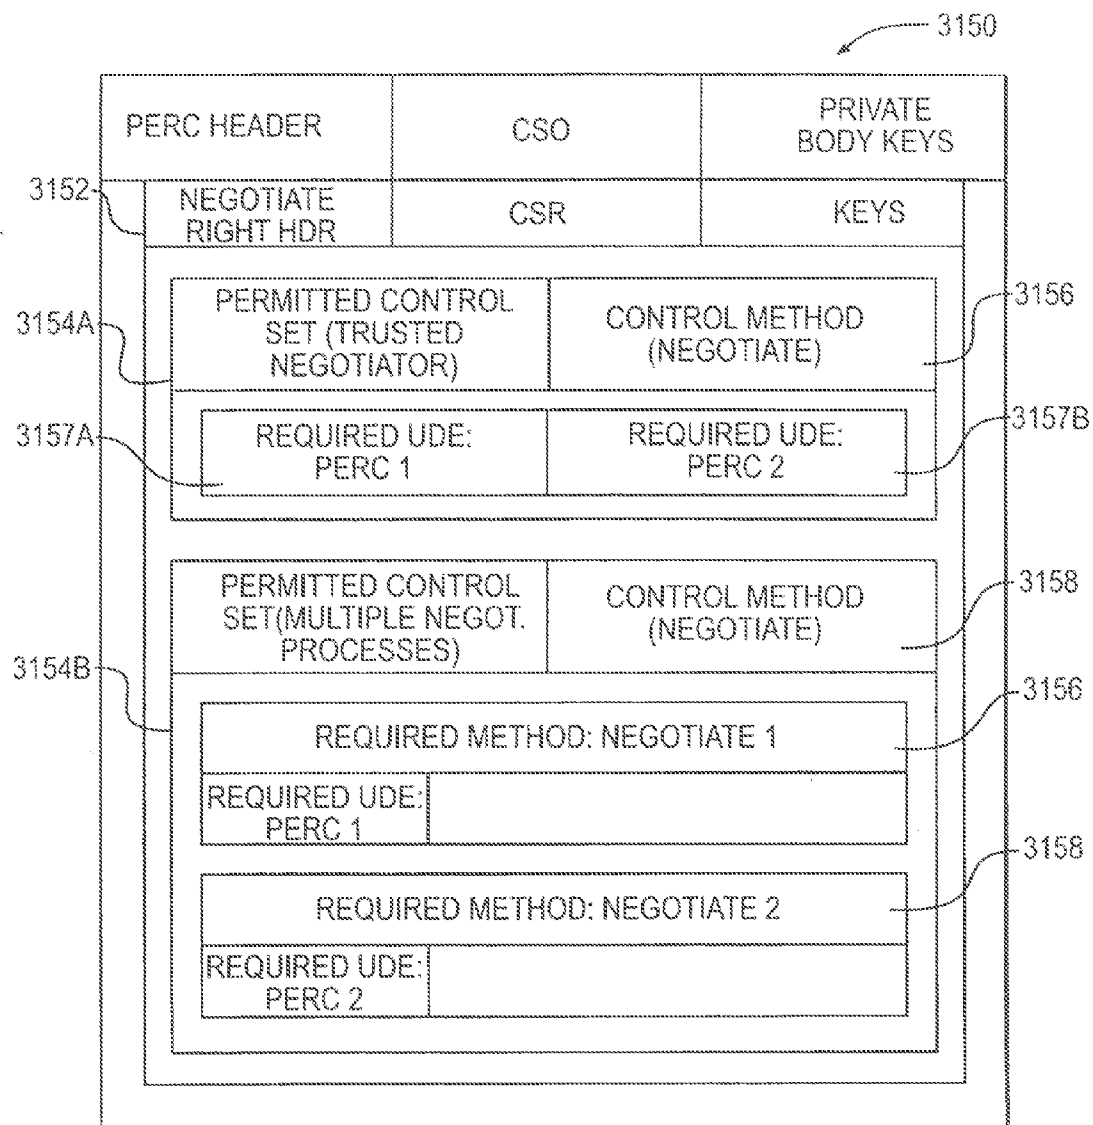 3150
PERC HEADER
CSO
PRIVATE
BODY KEYS
3152
NEGOTIATE
RIGHT HDR
CSR
KEYS
3154A
PERMITTED CONTROL
SET (TRUSTED
NEGOTIATOR)
CONTROL METHOD
(NEGOTIATE)
3156
3157A
REQUIRED UDE:
PERC 1
REQUIRED UDE:
PERC 2
3157B
PERMITTED CONTROL
SET(MULTIPLE NEGOT.
PROCESSES)
CONTROL METHOD
(NEGOTIATE)
3158
3154B
REQUIRED METHOD: NEGOTIATE 1
3156
REQUIRED UDE:
PERC 1
REQUIRED METHOD: NEGOTIATE 2
3158
REQUIRED UDE:
PERC 2